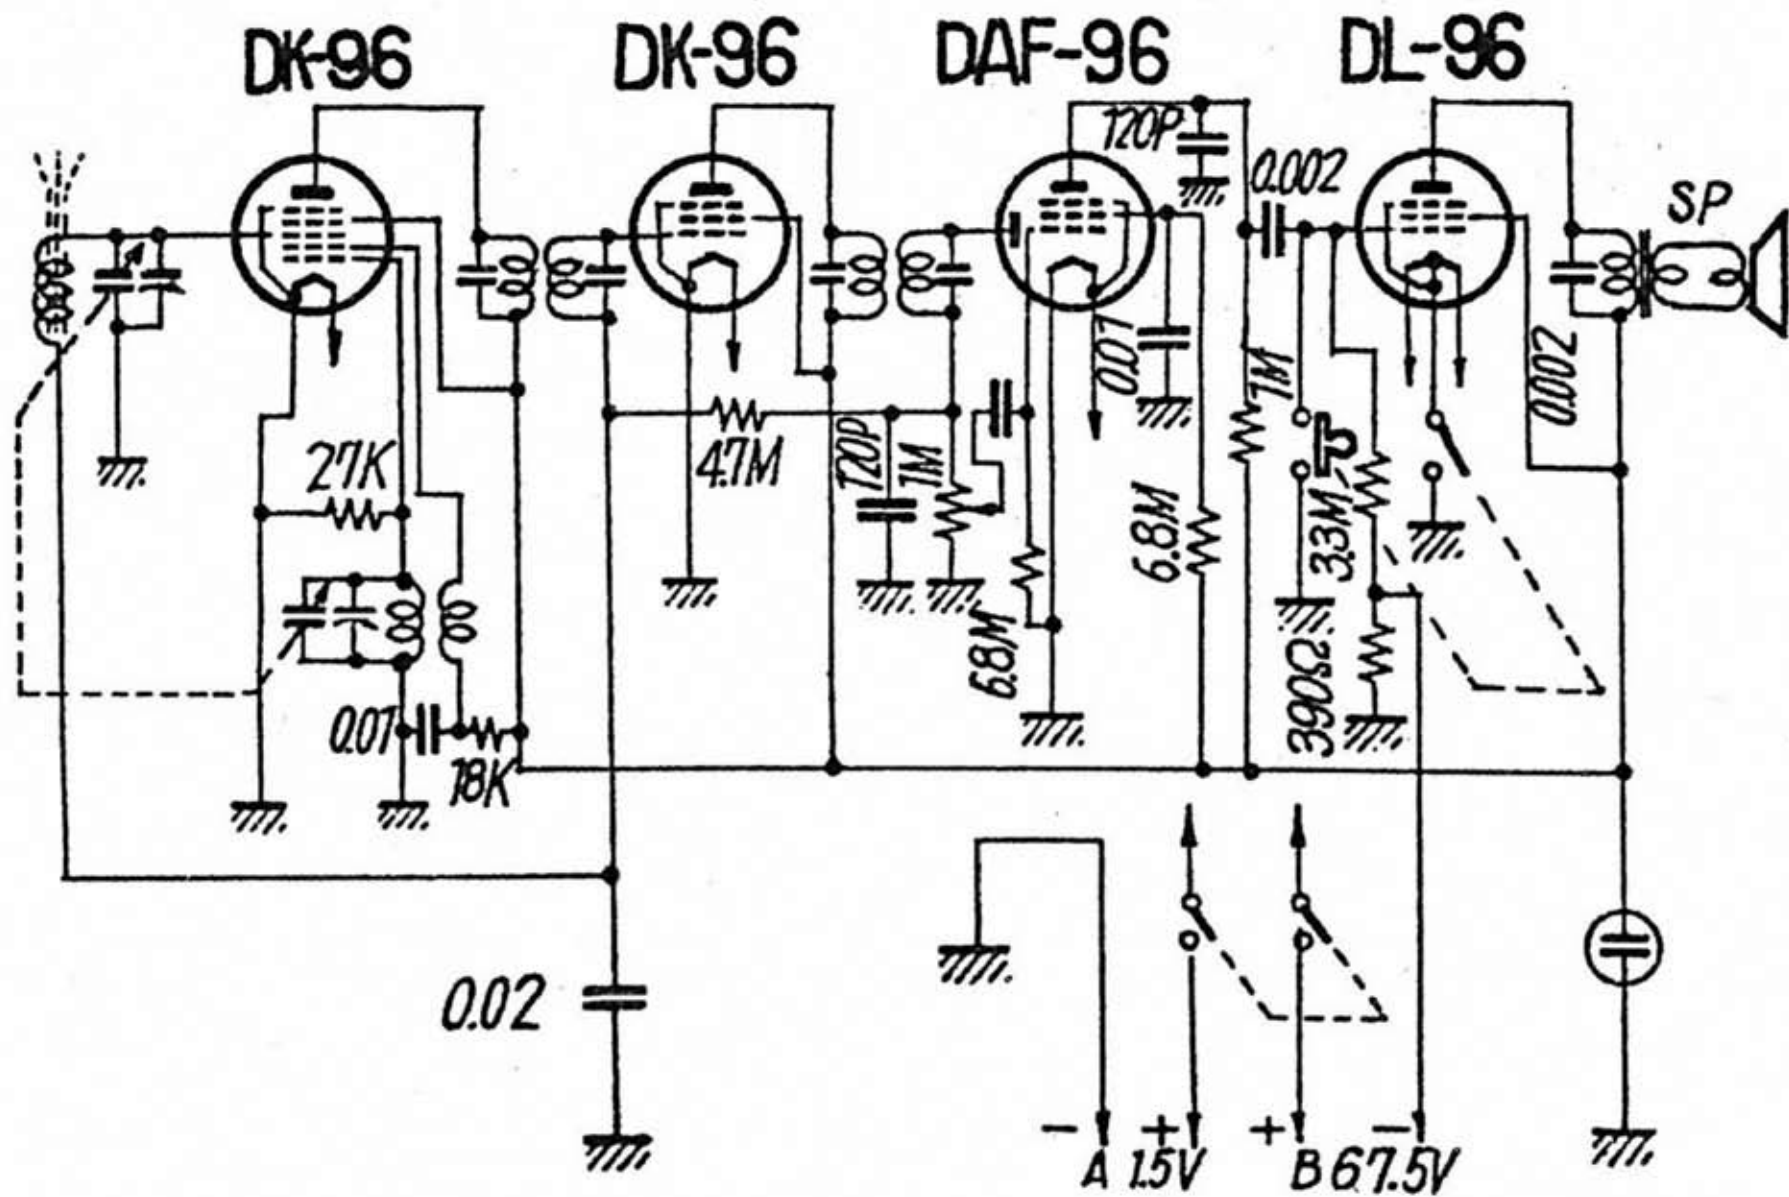 DK-96 DK-96 DAF-96 DL-96
120P
0.002
SP
0.01
1M
0.002
27K
4.7M
120P
1M
6.8M
3.3M
6.8M
390Ω
0.01
18K
0.02
− + + −
A 1.5V B 67.5V